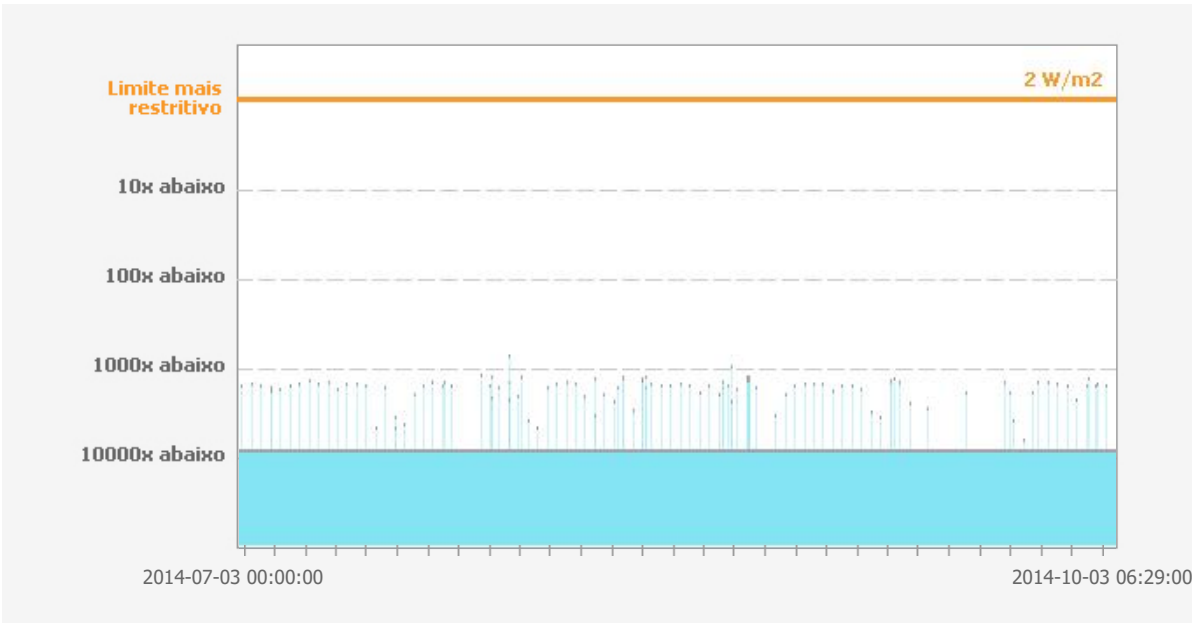 2 W/m2
Limite mais
restritivo
10x abaixo
100x abaixo
1000x abaixo
10000x abaixo
2014-07-03 00:00:00
2014-10-03 06:29:00